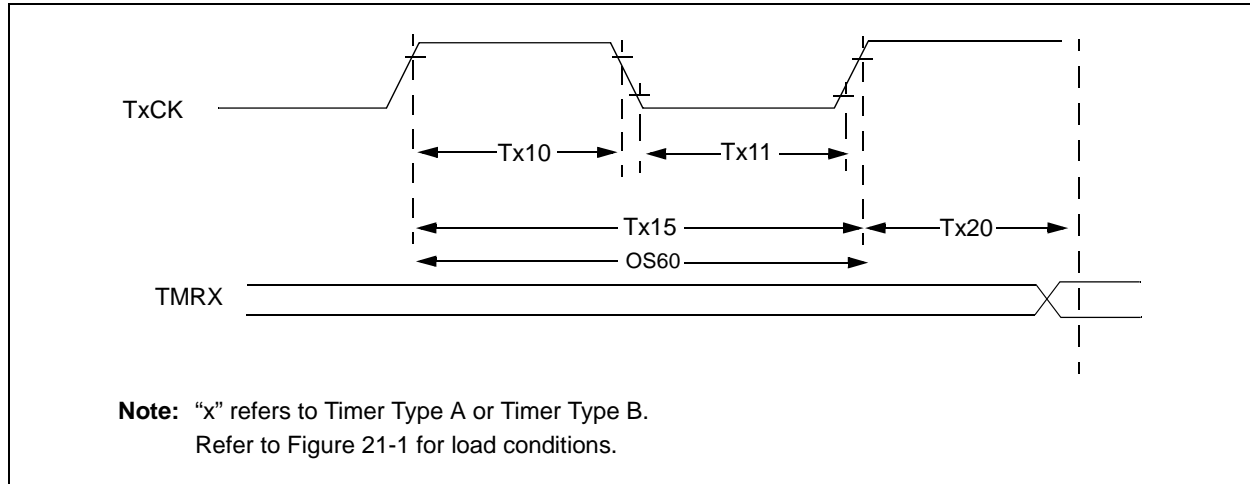 TxCK
Tx10
Tx11
Tx15
Tx20
OS60
TMRX
Note: “x” refers to Timer Type A or Timer Type B.
Refer to Figure 21-1 for load conditions.